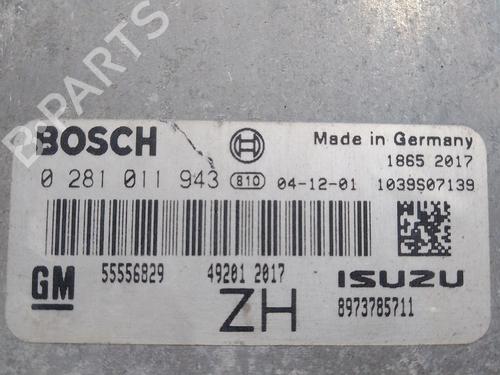 B-PARTS
BOSCH
Made in Germany
1865 2017
0 281 011 943 810 04-12-01 1039S07139
GM 55556829 49201 2017 ISUZU
ZH 8973785711